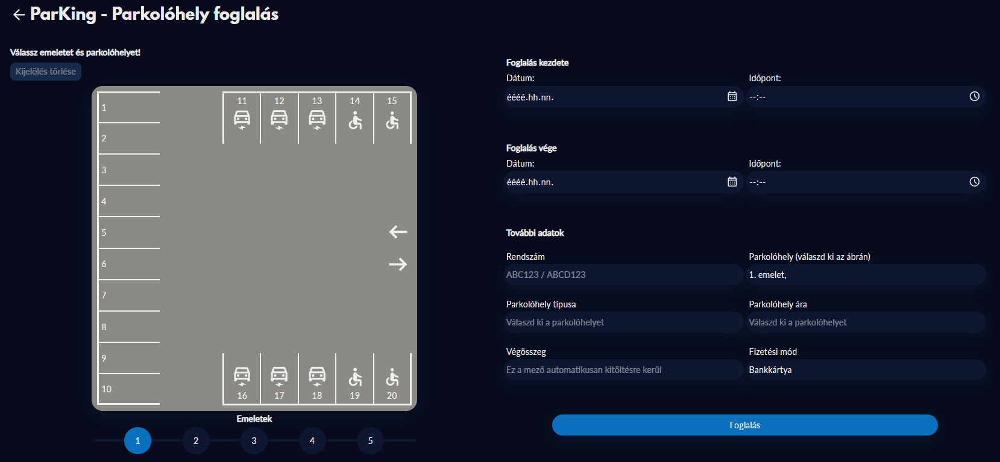 ParKing - Parkolóhely foglalás
Válassz emeletet és parkolóhelyet!
Kijelölés törlése
1
2
3
4
5
6
7
8
9
10
11 12 13 14 15
16 17 18 19 20
Emeletek
1 2 3 4 5
Foglalás kezdete
Dátum: Időpont:
éééé.hh.nn. --:--
Foglalás vége
Dátum: Időpont:
éééé.hh.nn. --:--
További adatok
Rendszám Parkolóhely (válaszd ki az ábrán)
ABC123 / ABCD123 1. emelet,
Parkolóhely típusa Parkolóhely ára
Válaszd ki a parkolóhelyet Válaszd ki a parkolóhelyet
Végösszeg Fizetési mód
Ez a mező automatikusan kitöltésre kerül Bankkártya
Foglalás